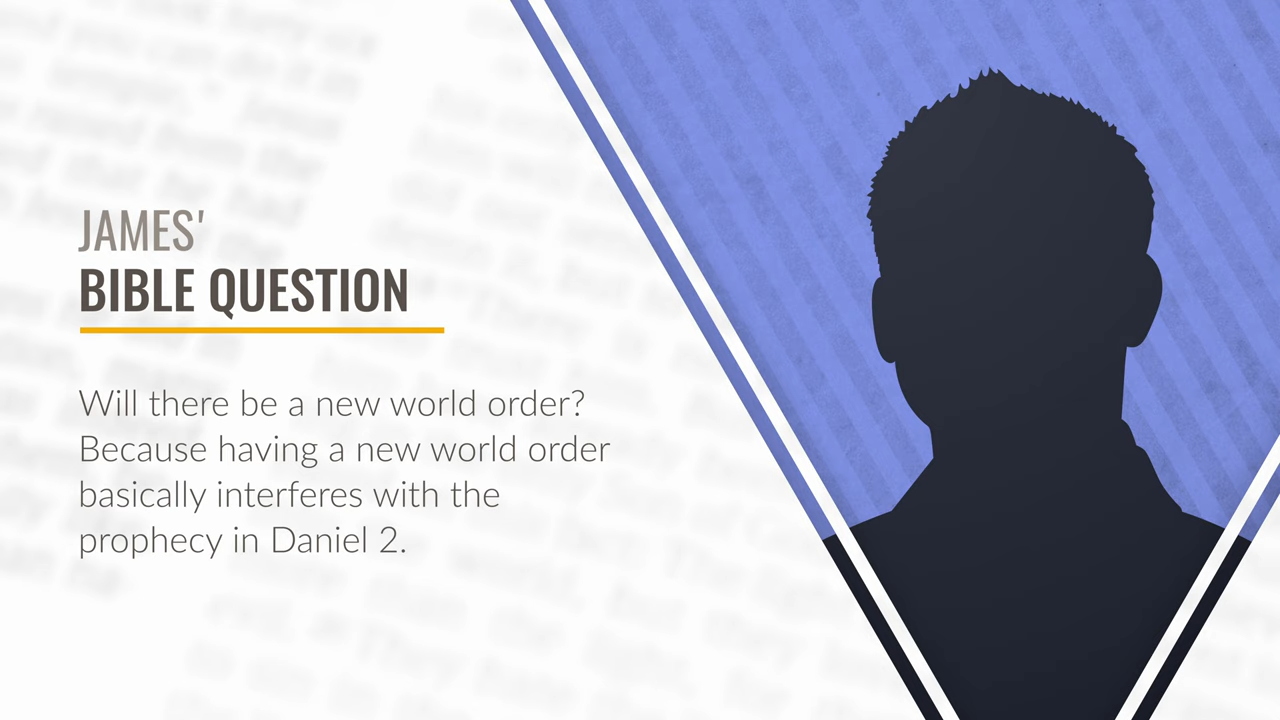 JAMES'
BIBLE QUESTION
Will there be a new world order?
Because having a new world order
basically interferes with the
prophecy in Daniel 2.